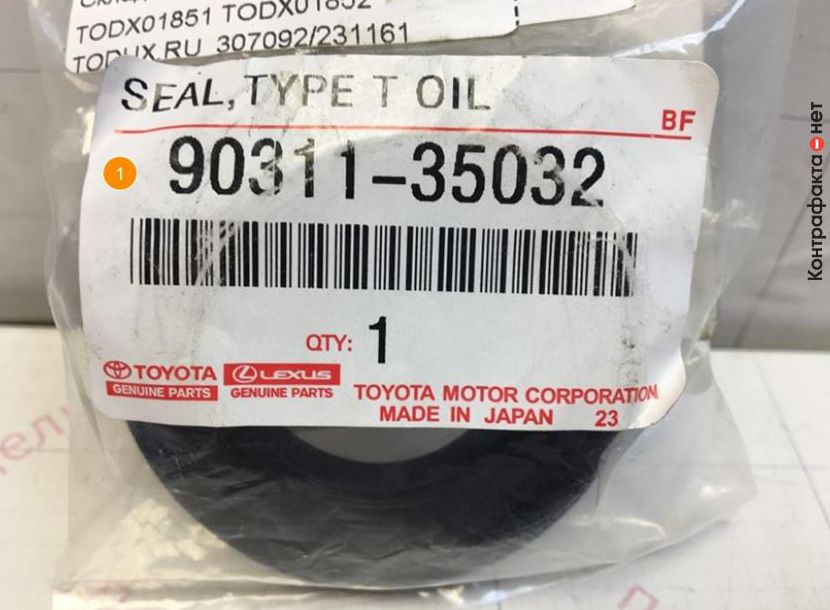 TODX01851 TODX01852
TODUX.RU 307092/231161
SEAL, TYPE T OIL
BF
1
90311-35032
QTY: 1
TOYOTA
GENUINE PARTS
LEXUS
GENUINE PARTS
TOYOTA MOTOR CORPORATION
MADE IN JAPAN 23
Контрафакта нет